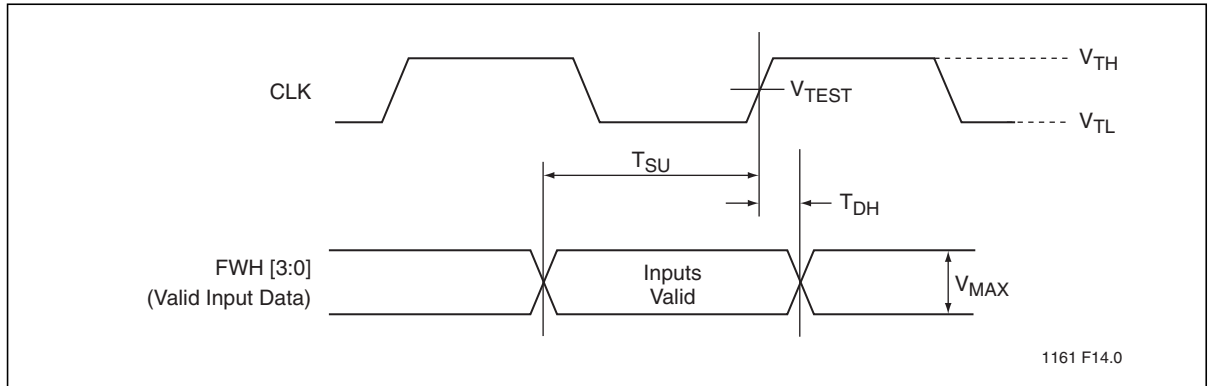 CLK
V_TH
V_TEST
V_TL
T_SU
T_DH
FWH [3:0]
(Valid Input Data)
Inputs
Valid
V_MAX
1161 F14.0